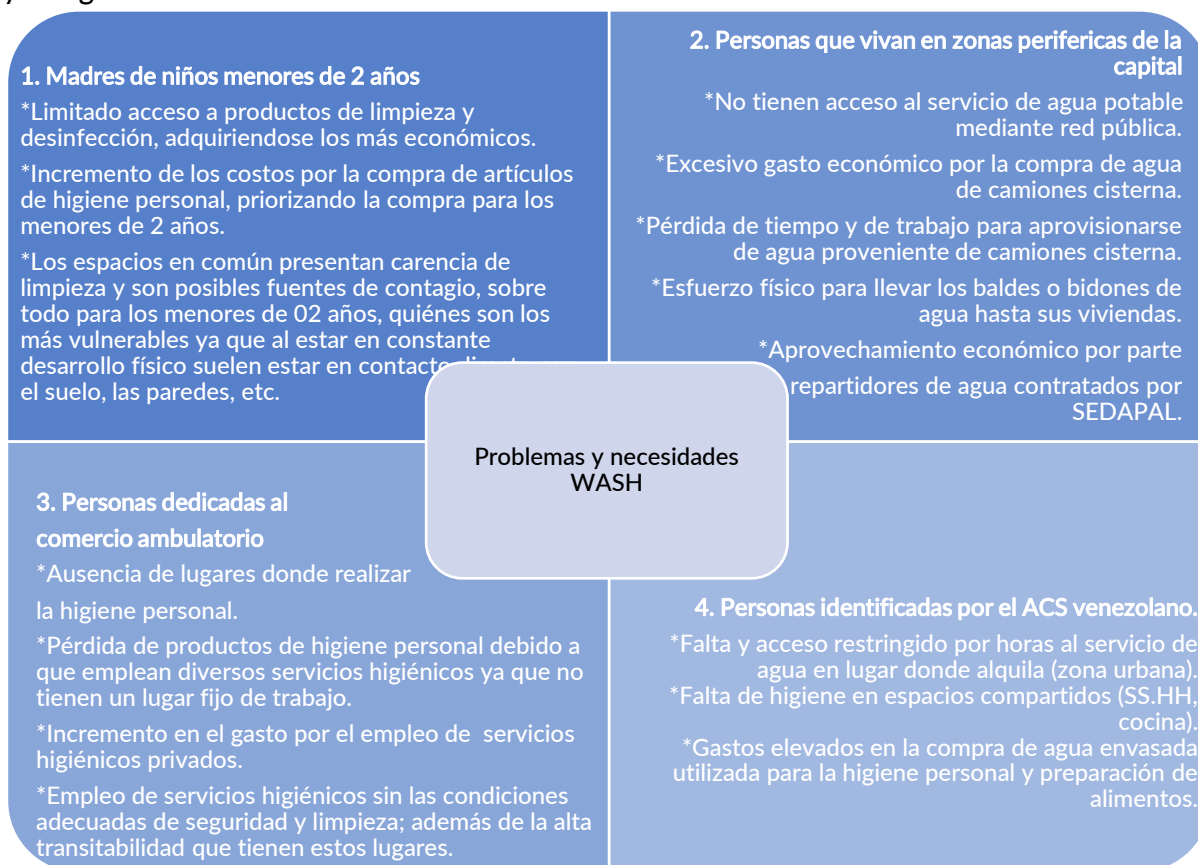 1. Madres de niños menores de 2 años
*Limitado acceso a productos de limpieza y
desinfección, adquiriendose los más económicos.
*Incremento de los costos por la compra de artículos
de higiene personal, priorizando la compra para los
menores de 2 años.
*Los espacios en común presentan carencia de
limpieza y son posibles fuentes de contagio, sobre
todo para los menores de 02 años, quiénes son los
más vulnerables ya que al estar en constante
desarrollo físico suelen estar en contacto
el suelo, las paredes, etc.
2. Personas que vivan en zonas perifericas de la
capital
*No tienen acceso al servicio de agua potable
mediante red pública.
*Excesivo gasto económico por la compra de agua
de camiones cisterna.
*Pérdida de tiempo y de trabajo para aprovisionarse
de agua proveniente de camiones cisterna.
*Esfuerzo físico para llevar los baldes o bidones de
agua hasta sus viviendas.
*Aprovechamiento económico por parte
repartidores de agua contratados por
SEDAPAL.
Problemas y necesidades
WASH
3. Personas dedicadas al
comercio ambulatorio
*Ausencia de lugares donde realizar
la higiene personal.
*Pérdida de productos de higiene personal debido a
que emplean diversos servicios higiénicos ya que no
tienen un lugar fijo de trabajo.
*Incremento en el gasto por el empleo de servicios
higiénicos privados.
*Empleo de servicios higiénicos sin las condiciones
adecuadas de seguridad y limpieza; además de la alta
transitabilidad que tienen estos lugares.
4. Personas identificadas por el ACS venezolano.
*Falta y acceso restringido por horas al servicio de
agua en lugar donde alquila (zona urbana).
*Falta de higiene en espacios compartidos (SS.HH,
cocina).
*Gastos elevados en la compra de agua envasada
utilizada para la higiene personal y preparación de
alimentos.